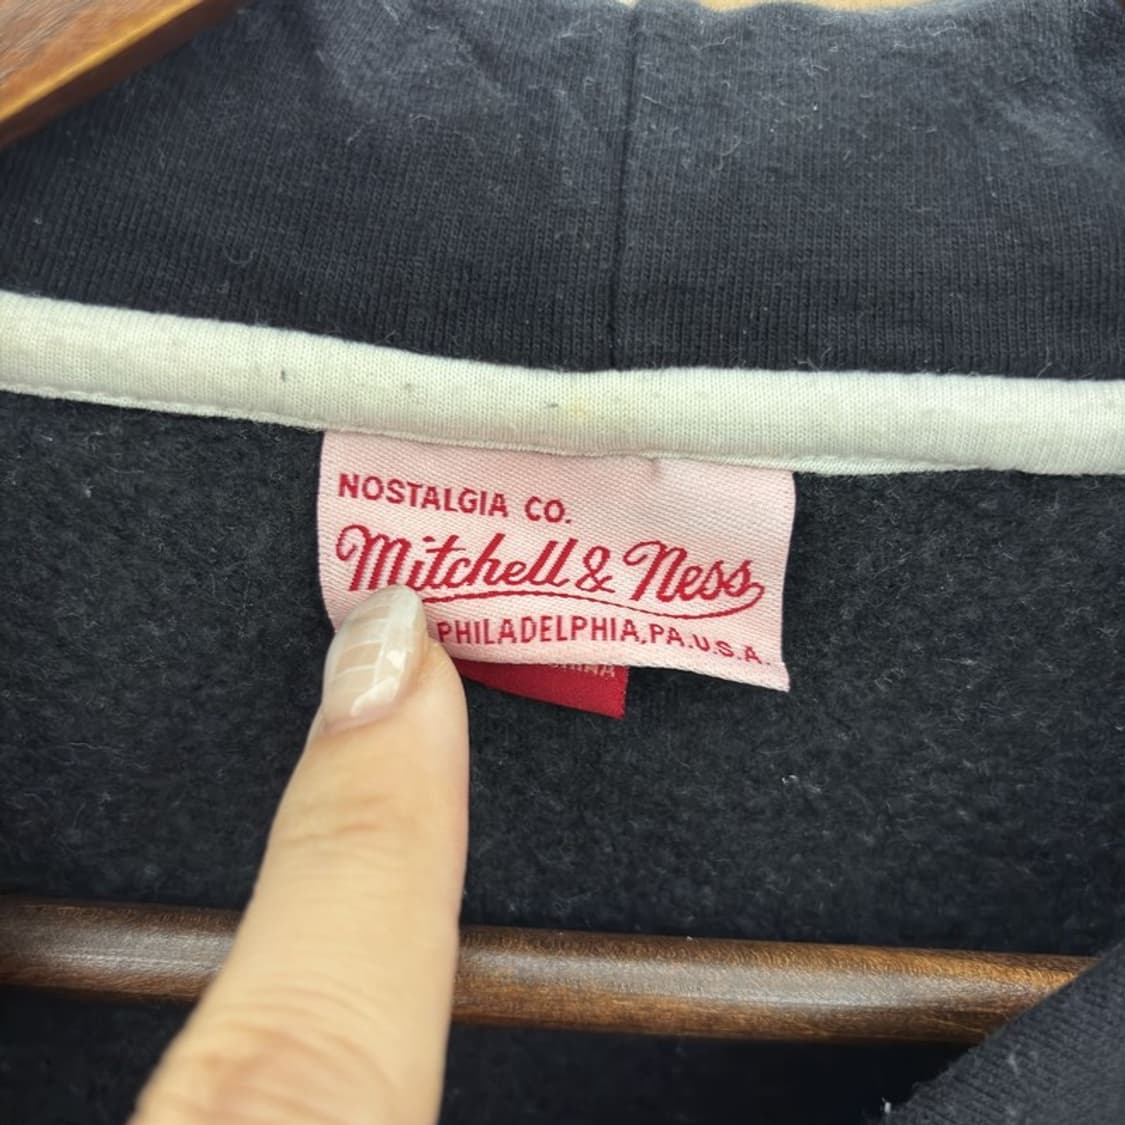 NOSTALGIA CO.
Mitchell & Ness
PHILADELPHIA, PA. U.S.A.